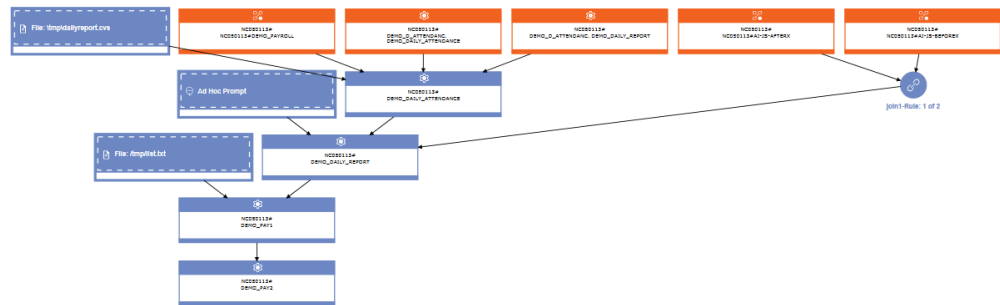 File: \tmp\dailyreport.cvs
NC050113#
NC050113#DEMO_PAYROLL
NC050113#
DEMO_D_ATTENDANC.
DEMO_DAILY_ATTENDANCE
NC050113#
DEMO_D_ATTENDANC. DEMO_DAILY_REPORT
NC050113#
NC050113#AI-JS-AFTERX
NC050113#
NC050113#AI-JS-BEFOREX
Ad Hoc Prompt
NC050113#
DEMO_DAILY_ATTENDANCE
join1-Rule: 1 of 2
File: /tmp/list.txt
NC050113#
DEMO_DAILY_REPORT
NC050113#
DEMO_PAY1
NC050113#
DEMO_PAY2